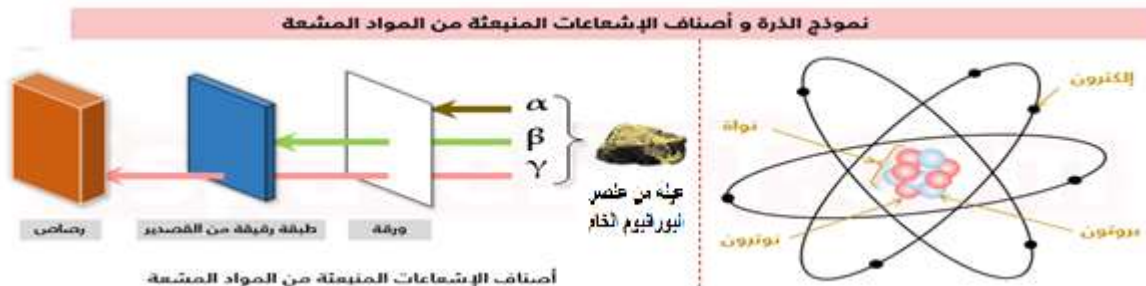 نموذج الذرة و أصناف الإشعاعات المنبعثة من المواد المشعة
إلكترون
نواة
نوترون
بروتون
α
β
γ
عينة من عنصر
اليورانيوم الخام
ورقة
طبقة رقيقة من القصدير
رصاص
أصناف الإشعاعات المنبعثة من المواد المشعة